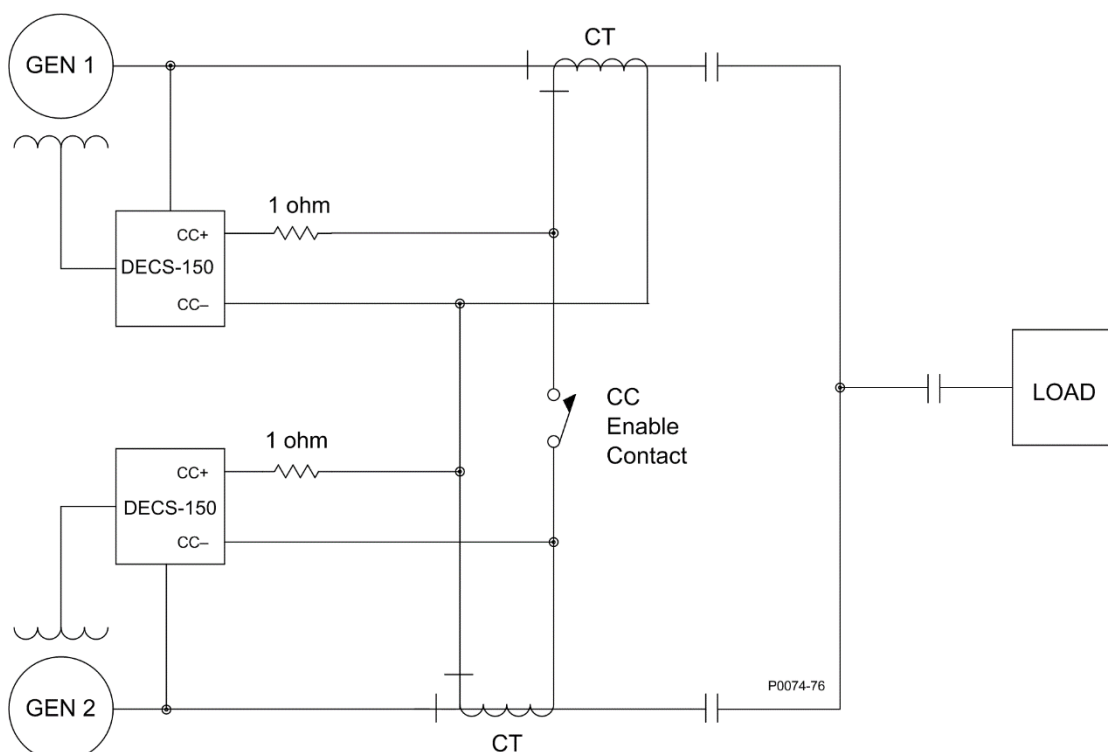 CT
GEN 1
1 ohm
CC+
DECS-150
CC–
CC
Enable
Contact
LOAD
1 ohm
CC+
DECS-150
CC–
P0074-76
GEN 2
CT